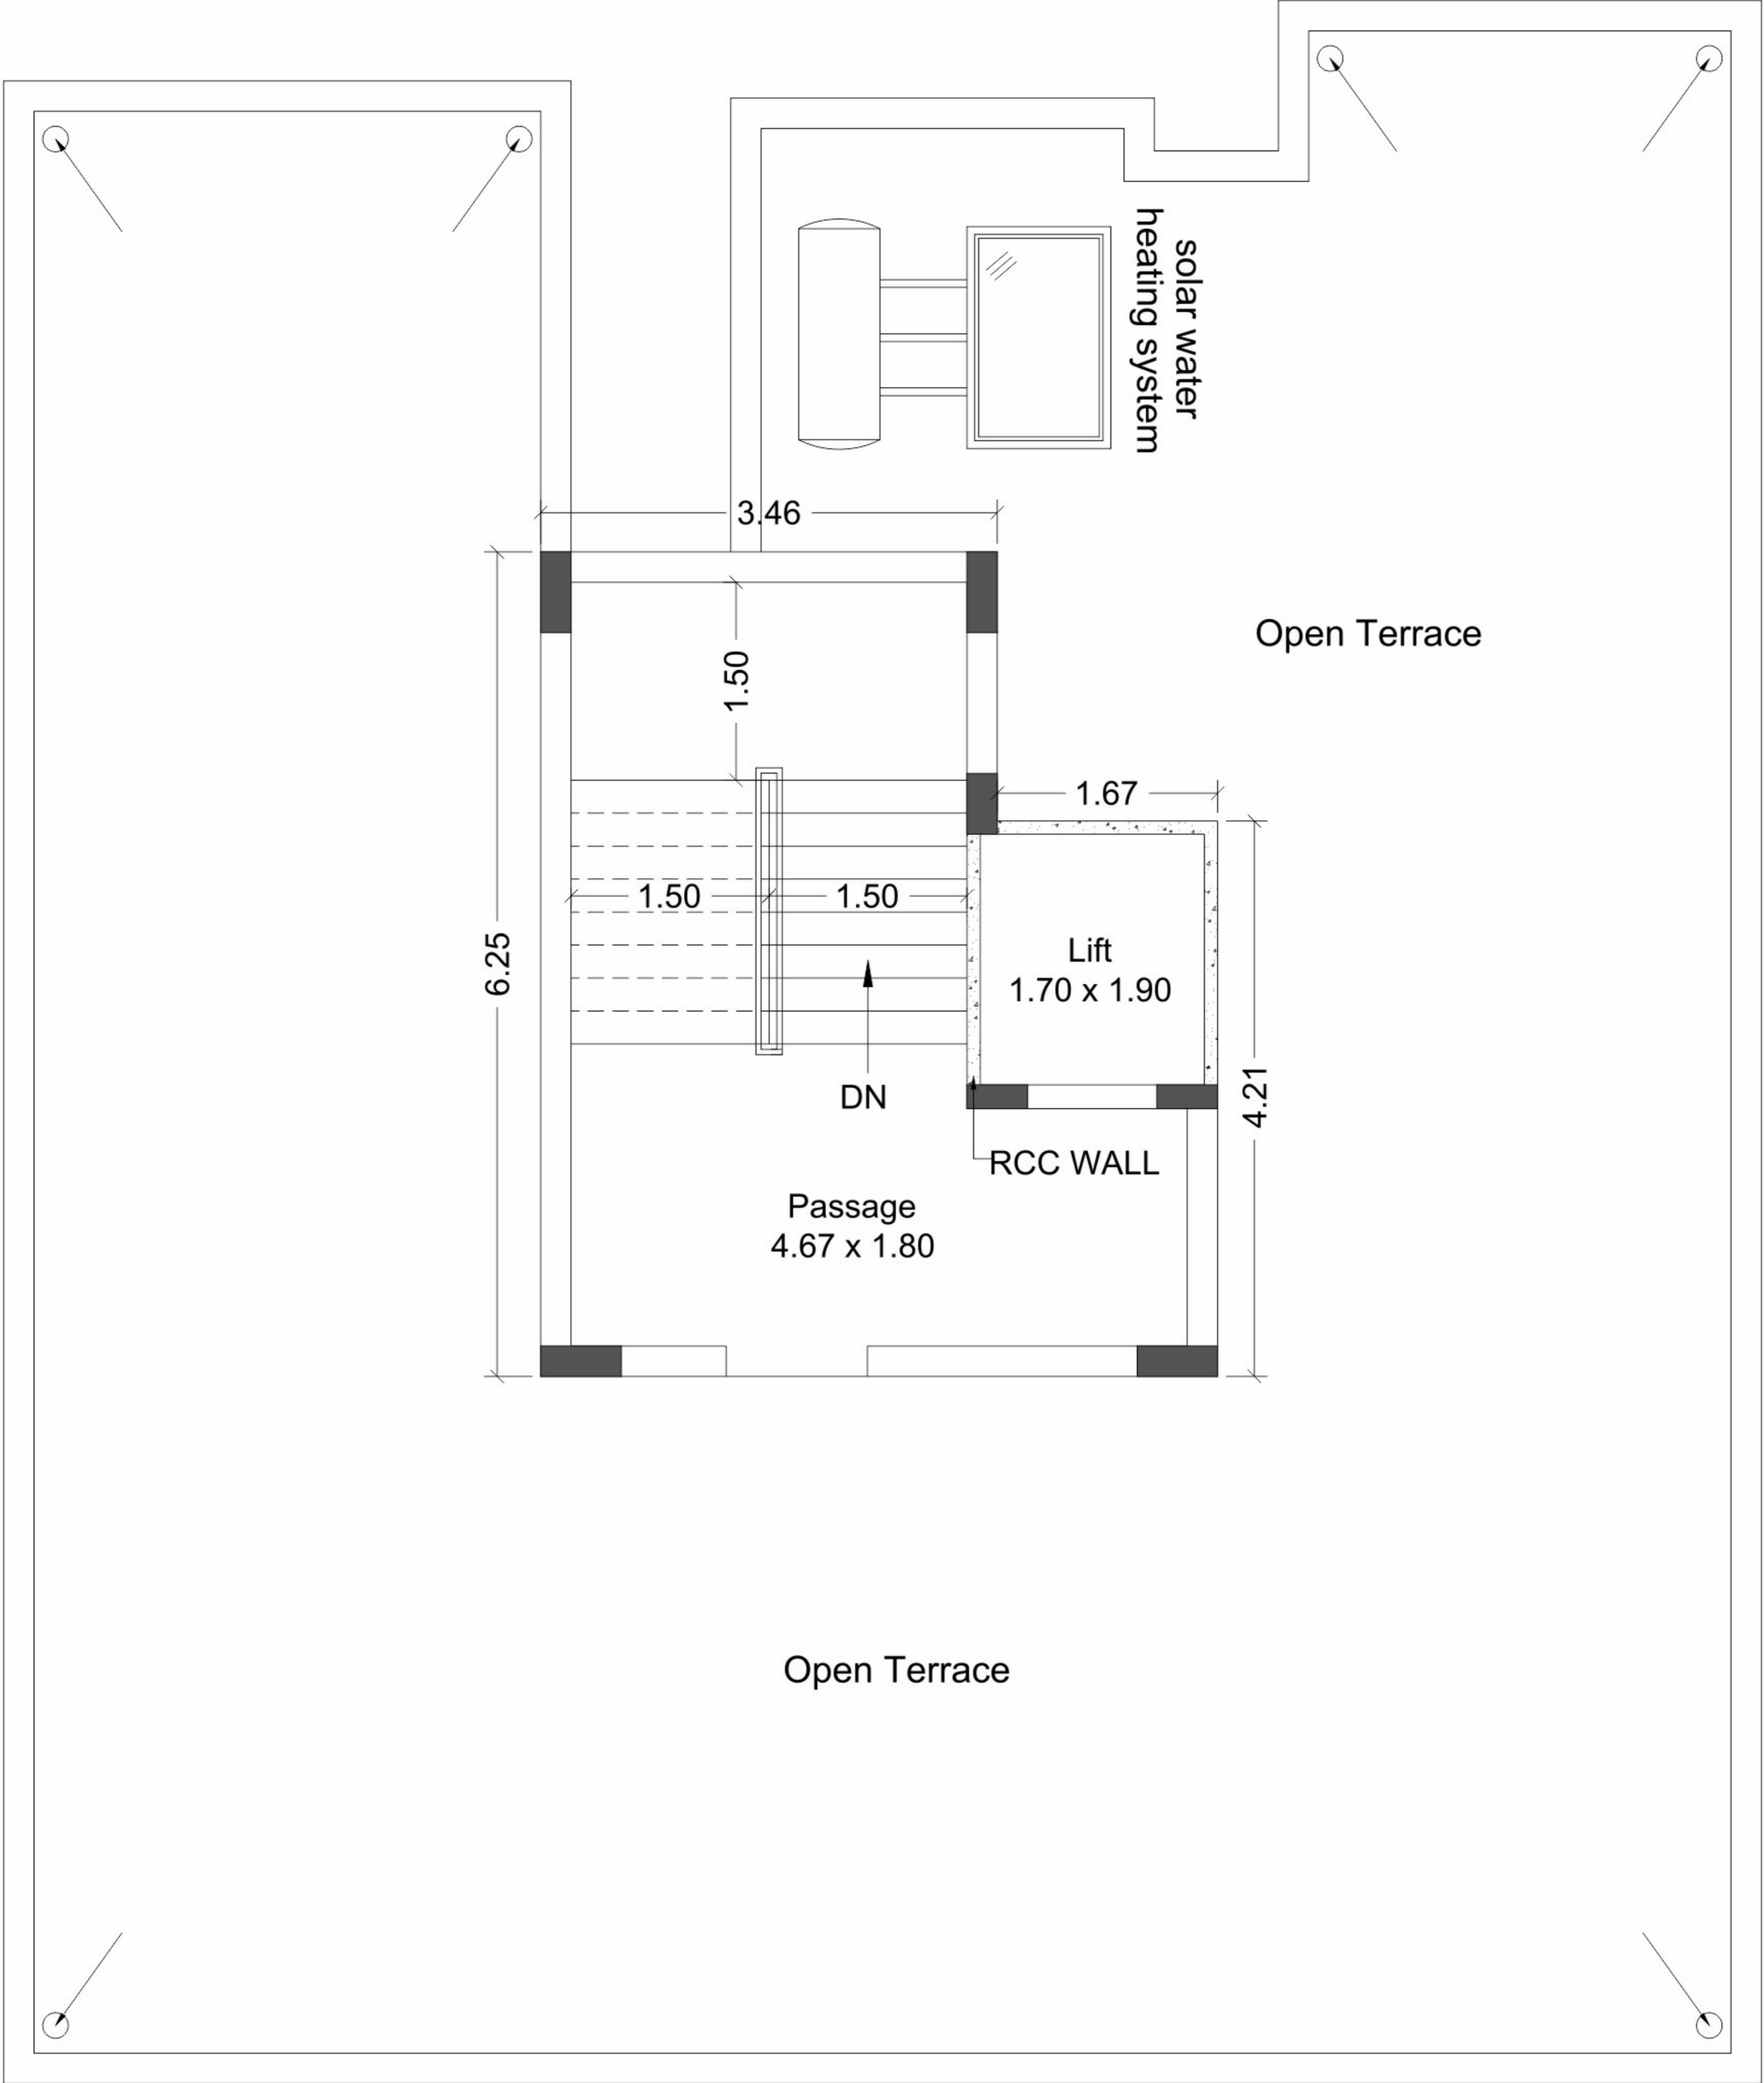 solar water
heating system
3.46
Open Terrace
1.50
1.67
1.50
1.50
6.25
Lift
1.70 x 1.90
DN
4.21
RCC WALL
Passage
4.67 x 1.80
Open Terrace